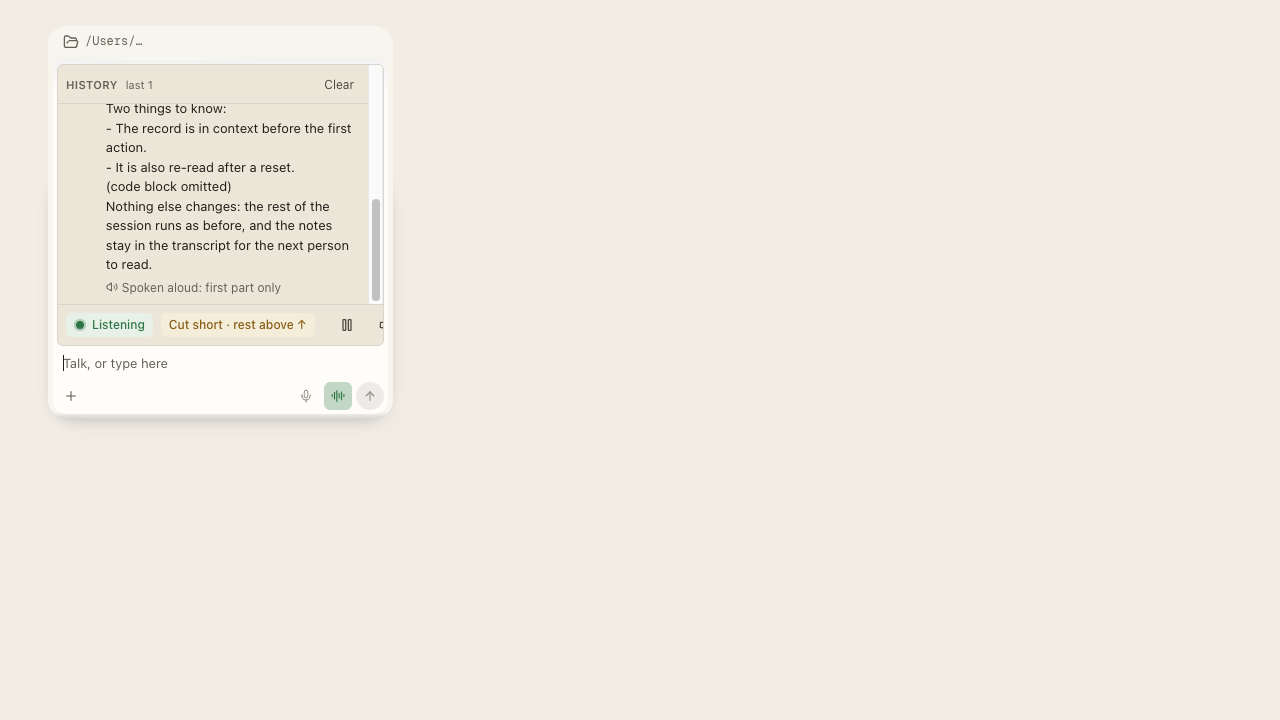 /Users/…
HISTORY last 1 Clear
Two things to know:
- The record is in context before the first
action.
- It is also re-read after a reset.
(code block omitted)
Nothing else changes: the rest of the
session runs as before, and the notes
stay in the transcript for the next person
to read.
Spoken aloud: first part only
Listening Cut short · rest above ↑
Talk, or type here